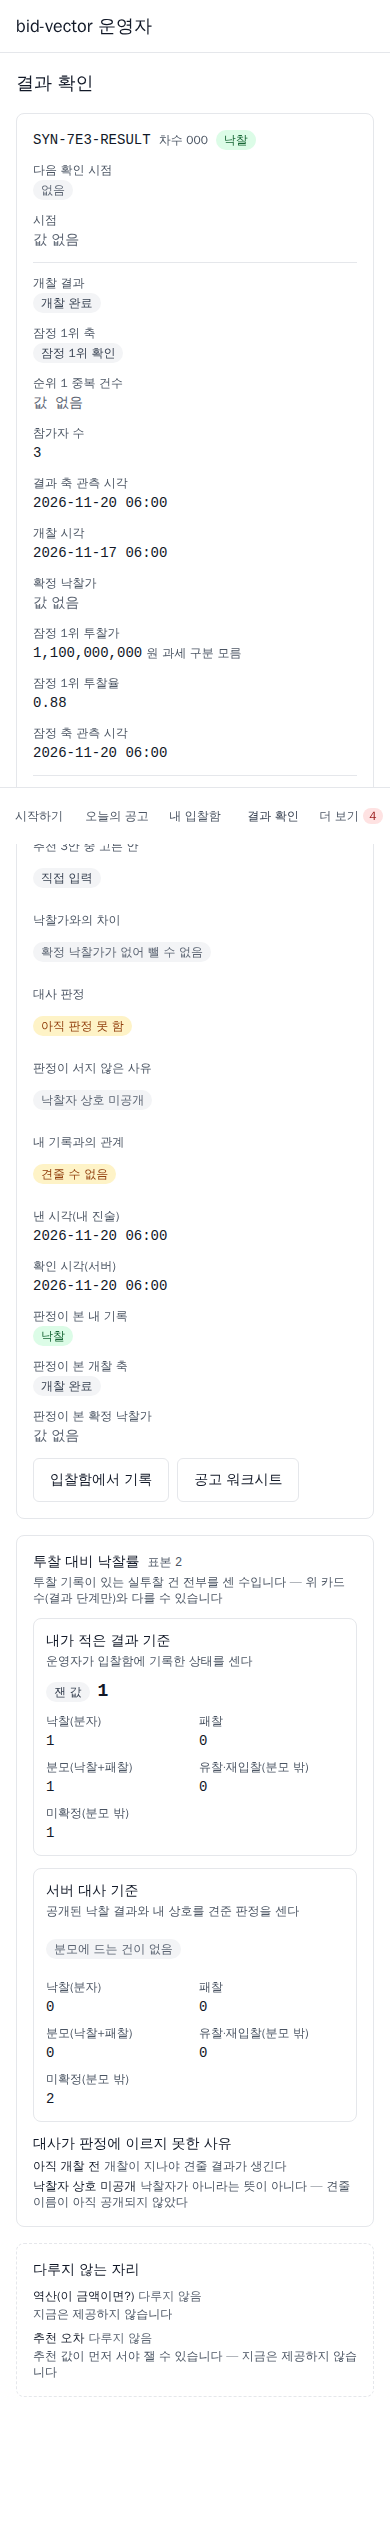 bid-vector 운영자
결과 확인
SYN-7E3-RESULT 차수 000 낙찰
다음 확인 시점
없음
시점
값 없음
개찰 결과
개찰 완료
잠정 1위 축
잠정 1위 확인
순위 1 중복 건수
값 없음
참가자 수
3
결과 축 관측 시각
2026-11-20 06:00
개찰 시각
2026-11-17 06:00
확정 낙찰가
값 없음
잠정 1위 투찰가
1,100,000,000 원 과세 구분 모름
잠정 1위 투찰율
0.88
잠정 축 관측 시각
2026-11-20 06:00
시작하기 오늘의 공고 내 입찰함 결과 확인 더 보기 4
추천 3안 중 고른 안
직접 입력
낙찰가와의 차이
확정 낙찰가가 없어 뺄 수 없음
대사 판정
아직 판정 못 함
판정이 서지 않은 사유
낙찰자 상호 미공개
내 기록과의 관계
견줄 수 없음
낸 시각(내 진술)
2026-11-20 06:00
확인 시각(서버)
2026-11-20 06:00
판정이 본 내 기록
낙찰
판정이 본 개찰 축
개찰 완료
판정이 본 확정 낙찰가
값 없음
입찰함에서 기록 공고 워크시트
투찰 대비 낙찰률 표본 2
투찰 기록이 있는 실투찰 건 전부를 센 수입니다 — 위 카드
수(결과 단계만)와 다를 수 있습니다
내가 적은 결과 기준
운영자가 입찰함에 기록한 상태를 센다
잰 값 1
낙찰(분자) 패찰
1 0
분모(낙찰+패찰) 유찰·재입찰(분모 밖)
1 0
미확정(분모 밖)
1
서버 대사 기준
공개된 낙찰 결과와 내 상호를 견준 판정을 센다
분모에 드는 건이 없음
낙찰(분자) 패찰
0 0
분모(낙찰+패찰) 유찰·재입찰(분모 밖)
0 0
미확정(분모 밖)
2
대사가 판정에 이르지 못한 사유
아직 개찰 전 개찰이 지나야 견줄 결과가 생긴다
낙찰자 상호 미공개 낙찰자가 아니라는 뜻이 아니다 — 견줄
이름이 아직 공개되지 않았다
다루지 않는 자리
역산(이 금액이면?) 다루지 않음
지금은 제공하지 않습니다
추천 오차 다루지 않음
추천 값이 먼저 서야 잴 수 있습니다 — 지금은 제공하지 않습
니다